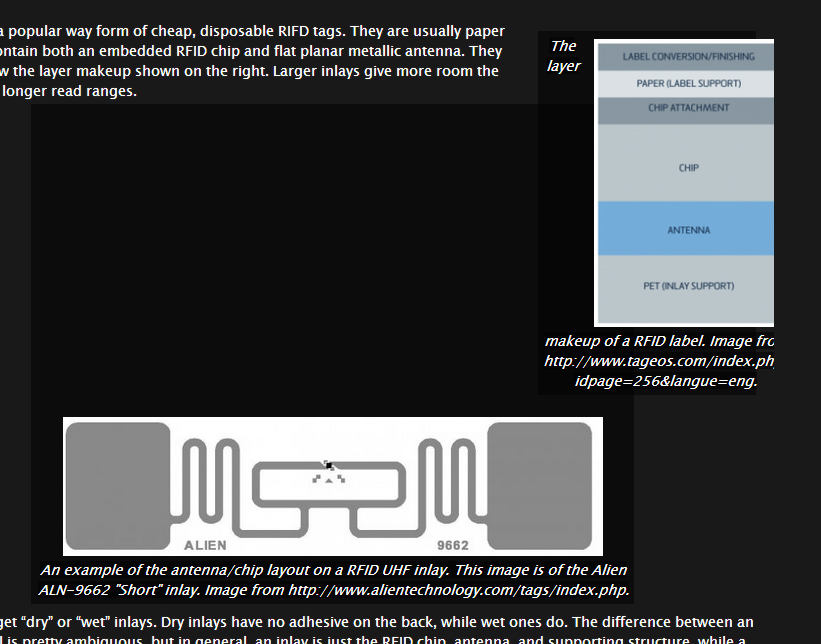 a popular way form of cheap, disposable RIFD tags. They are usually paper
ontain both an embedded RFID chip and flat planar metallic antenna. They
w the layer makeup shown on the right. Larger inlays give more room the
longer read ranges.
The
layer
LABEL CONVERSION/FINISHING
PAPER (LABEL SUPPORT)
CHIP ATTACHMENT
CHIP
ANTENNA
PET (INLAY SUPPORT)
makeup of a RFID label. Image fro
http://www.tageos.com/index.ph
idpage=256&langue=eng.
ALIEN 9662
An example of the antenna/chip layout on a RFID UHF inlay. This image is of the Alien
ALN-9662 "Short" inlay. Image from http://www.alientechnology.com/tags/index.php.
get “dry” or “wet” inlays. Dry inlays have no adhesive on the back, while wet ones do. The difference between an
l is pretty ambiguous, but in general, an inlay is just the RFID chip, antenna, and supporting structure, while a